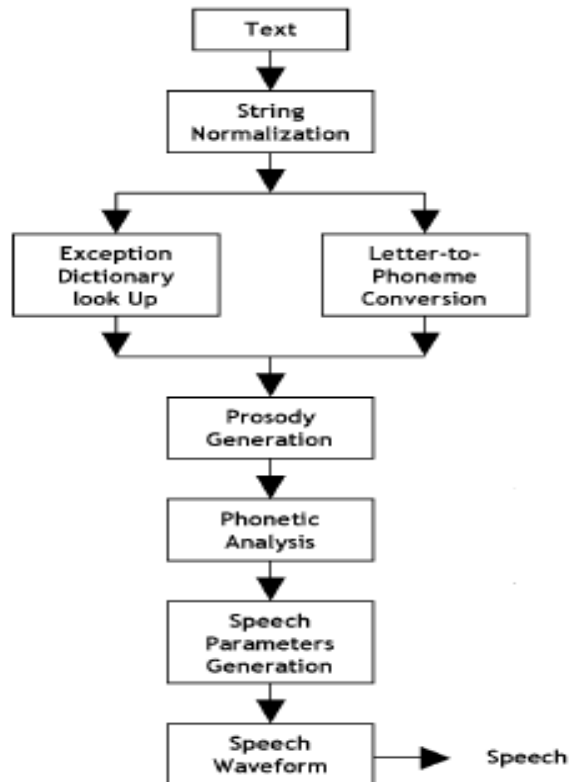 Text
String
Normalization
Exception
Dictionary
look Up
Letter-to-
Phoneme
Conversion
Prosody
Generation
Phonetic
Analysis
Speech
Parameters
Generation
Speech
Waveform
Speech